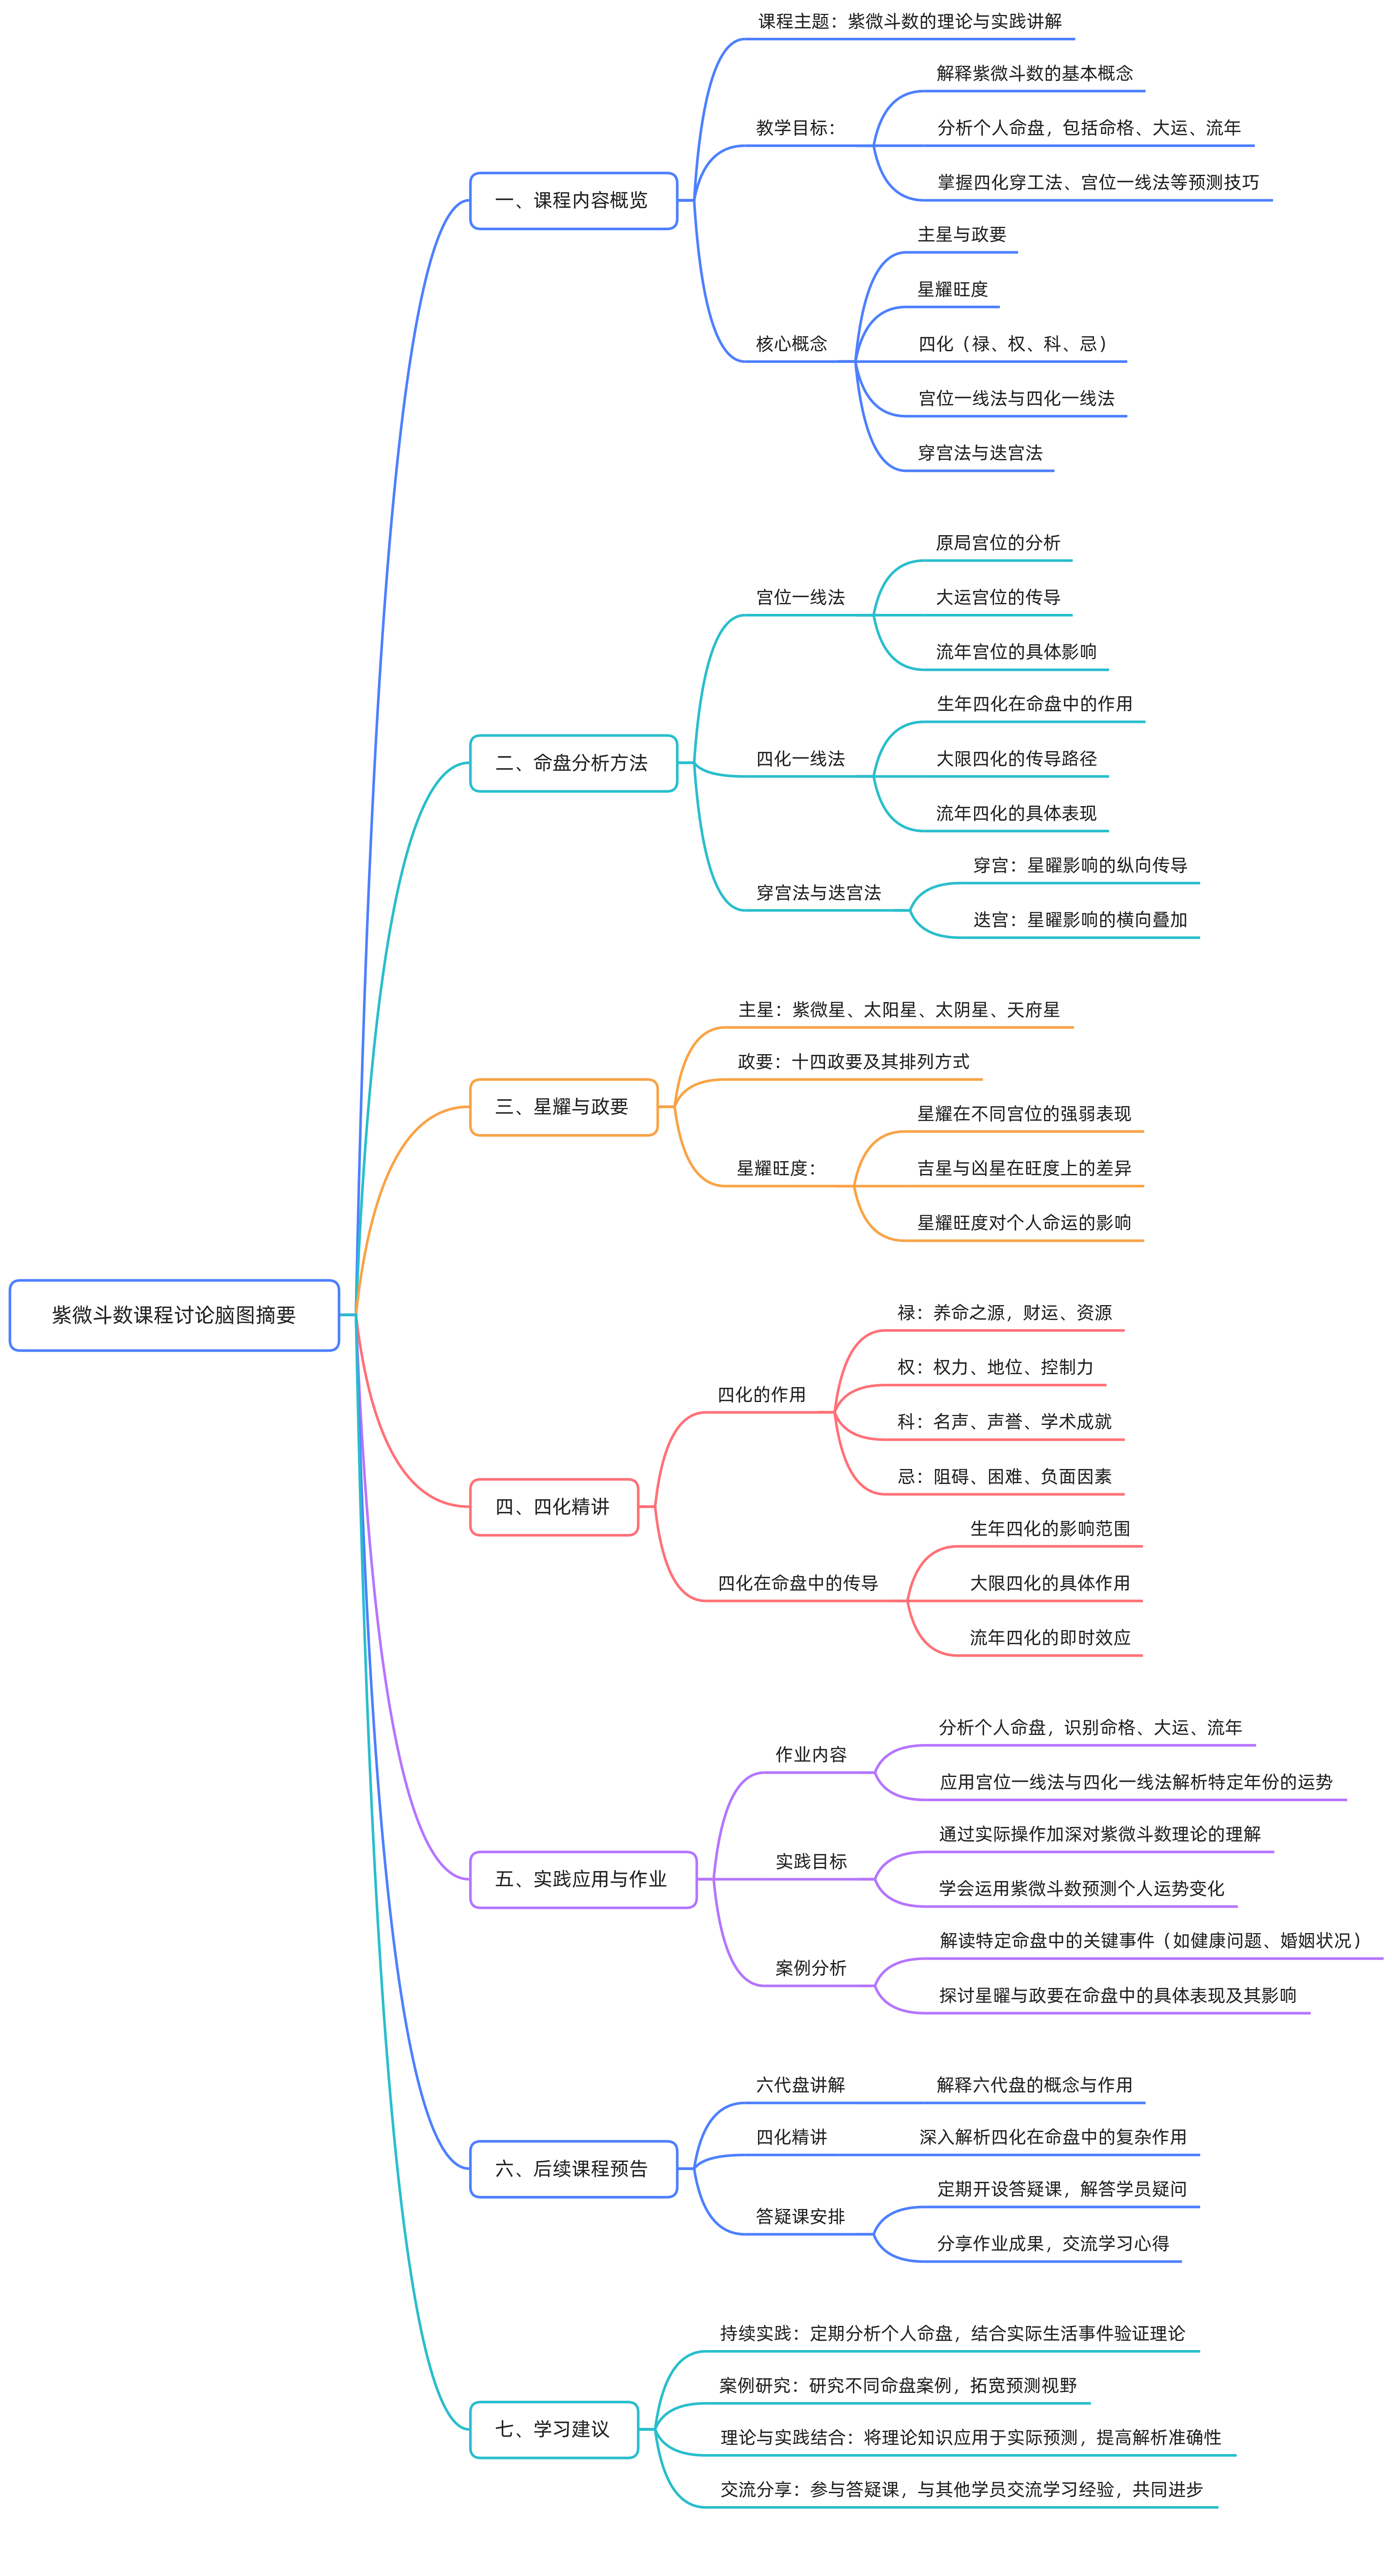 紫微斗数课程讨论脑图摘要
一、课程内容概览
课程主题：紫微斗数的理论与实践讲解
教学目标：
解释紫微斗数的基本概念
分析个人命盘，包括命格、大运、流年
掌握四化穿工法、宫位一线法等预测技巧
核心概念
主星与政要
星耀旺度
四化（禄、权、科、忌）
宫位一线法与四化一线法
穿宫法与迭宫法
二、命盘分析方法
宫位一线法
原局宫位的分析
大运宫位的传导
流年宫位的具体影响
四化一线法
生年四化在命盘中的作用
大限四化的传导路径
流年四化的具体表现
穿宫法与迭宫法
穿宫：星曜影响的纵向传导
迭宫：星曜影响的横向叠加
三、星耀与政要
主星：紫微星、太阳星、太阴星、天府星
政要：十四政要及其排列方式
星耀旺度：
星耀在不同宫位的强弱表现
吉星与凶星在旺度上的差异
星耀旺度对个人命运的影响
四、四化精讲
四化的作用
禄：养命之源，财运、资源
权：权力、地位、控制力
科：名声、声誉、学术成就
忌：阻碍、困难、负面因素
四化在命盘中的传导
生年四化的影响范围
大限四化的具体作用
流年四化的即时效应
五、实践应用与作业
作业内容
分析个人命盘，识别命格、大运、流年
应用宫位一线法与四化一线法解析特定年份的运势
实践目标
通过实际操作加深对紫微斗数理论的理解
学会运用紫微斗数预测个人运势变化
案例分析
解读特定命盘中的关键事件（如健康问题、婚姻状况）
探讨星曜与政要在命盘中的具体表现及其影响
六、后续课程预告
六代盘讲解
解释六代盘的概念与作用
四化精讲
深入解析四化在命盘中的复杂作用
答疑课安排
定期开设答疑课，解答学员疑问
分享作业成果，交流学习心得
七、学习建议
持续实践：定期分析个人命盘，结合实际生活事件验证理论
案例研究：研究不同命盘案例，拓宽预测视野
理论与实践结合：将理论知识应用于实际预测，提高解析准确性
交流分享：参与答疑课，与其他学员交流学习经验，共同进步